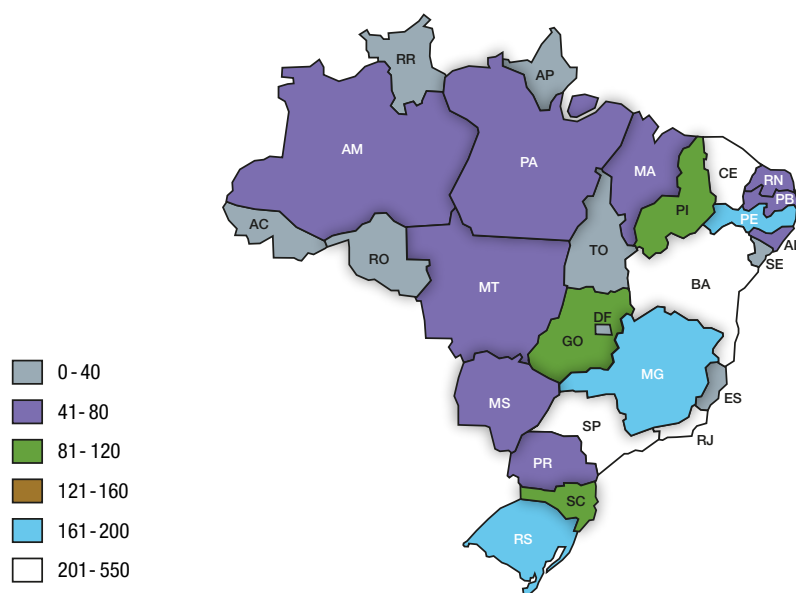 RR
AP
AM
PA
MA
CE
RN
PB
PI
PE
AC
AL
SE
RO
TO
BA
MT
DF
GO
MG
0 - 40
ES
41 - 80
MS
SP
RJ
81 - 120
PR
121 - 160
SC
161 - 200
RS
201 - 550